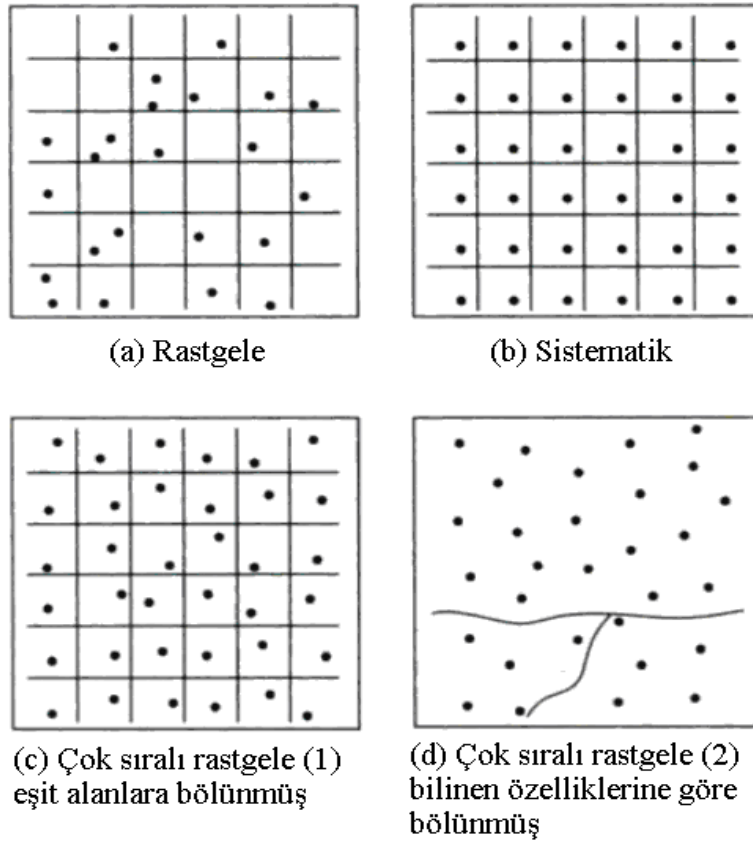 (a) Rastgele
(b) Sistematik
(c) Çok sıralı rastgele (1)
eşit alanlara bölünmüş
(d) Çok sıralı rastgele (2)
bilinen özelliklerine göre
bölünmüş